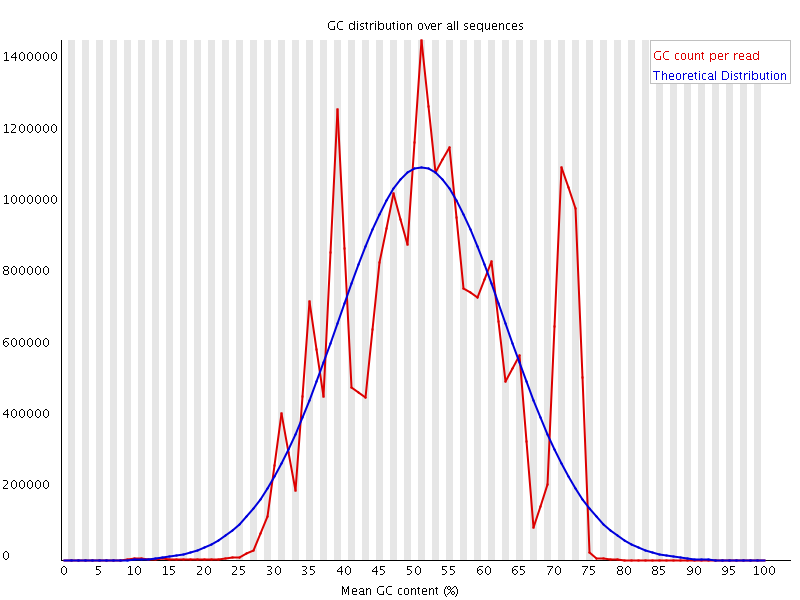 GC distribution over all sequences
GC count per read
Theoretical Distribution
1400000
1200000
1000000
800000
600000
400000
200000
0
0 5 10 15 20 25 30 35 40 45 50 55 60 65 70 75 80 85 90 95 100
Mean GC content (%)